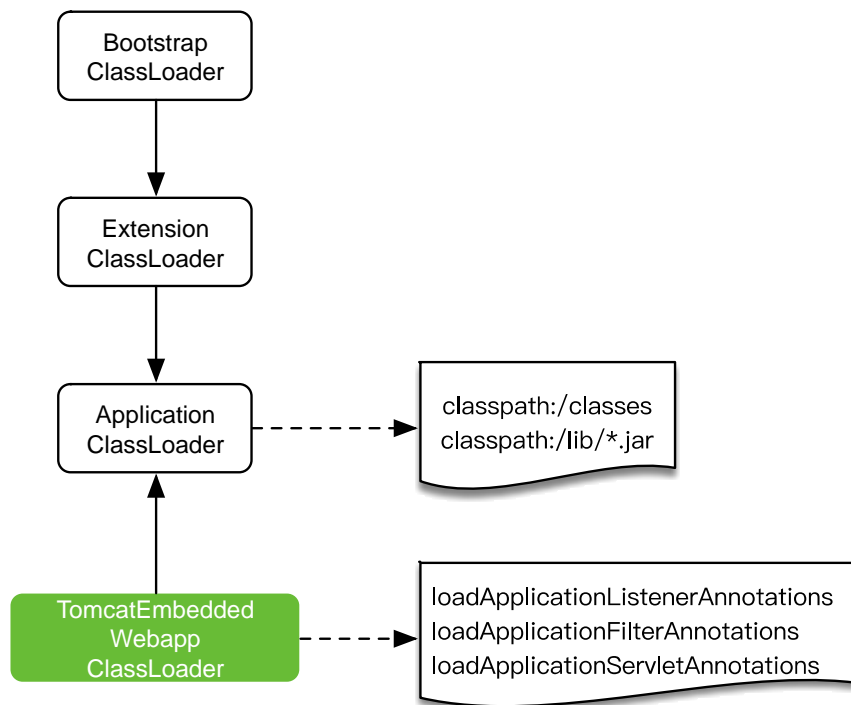 Bootstrap
ClassLoader
Extension
ClassLoader
Application
ClassLoader
classpath:/classes
classpath:/lib/*.jar
TomcatEmbedded
Webapp
ClassLoader
loadApplicationListenerAnnotations
loadApplicationFilterAnnotations
loadApplicationServletAnnotations